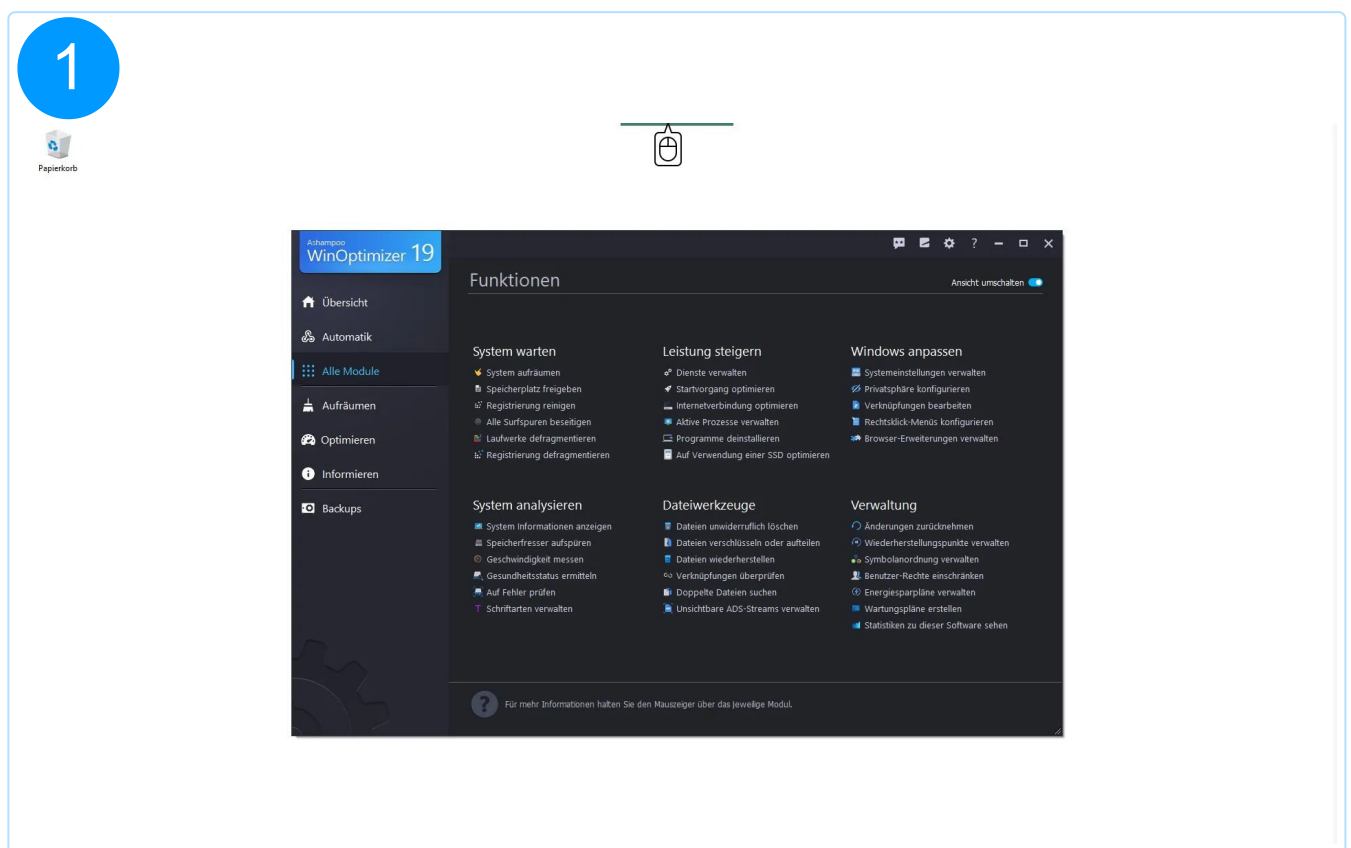 1
Papierkorb
Ashampoo
WinOptimizer 19
?
Funktionen
Ansicht umschalten
Übersicht
Automatik
Alle Module
Aufräumen
Optimieren
Informieren
Backups
System warten
System aufräumen
Speicherplatz freigeben
Registrierung reinigen
Alle Surfspuren beseitigen
Laufwerke defragmentieren
Registrierung defragmentieren
Leistung steigern
Dienste verwalten
Startvorgang optimieren
Internetverbindung optimieren
Aktive Prozesse verwalten
Programme deinstallieren
Auf Verwendung einer SSD optimieren
Windows anpassen
Systemeinstellungen verwalten
Privatsphäre konfigurieren
Verknüpfungen bearbeiten
Rechtsklick-Menüs konfigurieren
Browser-Erweiterungen verwalten
System analysieren
System Informationen anzeigen
Speicherfresser aufspüren
Geschwindigkeit messen
Gesundheitsstatus ermitteln
Auf Fehler prüfen
Schriftarten verwalten
Dateiwerkzeuge
Dateien unwiderruflich löschen
Dateien verschlüsseln oder aufteilen
Dateien wiederherstellen
Verknüpfungen überprüfen
Doppelte Dateien suchen
Unsichtbare ADS-Streams verwalten
Verwaltung
Änderungen zurücknehmen
Wiederherstellungspunkte verwalten
Symbolanordnung verwalten
Benutzer-Rechte einschränken
Energiesparpläne verwalten
Wartungspläne erstellen
Statistiken zu dieser Software sehen
? Für mehr Informationen halten Sie den Mauszeiger über das jeweilige Modul.